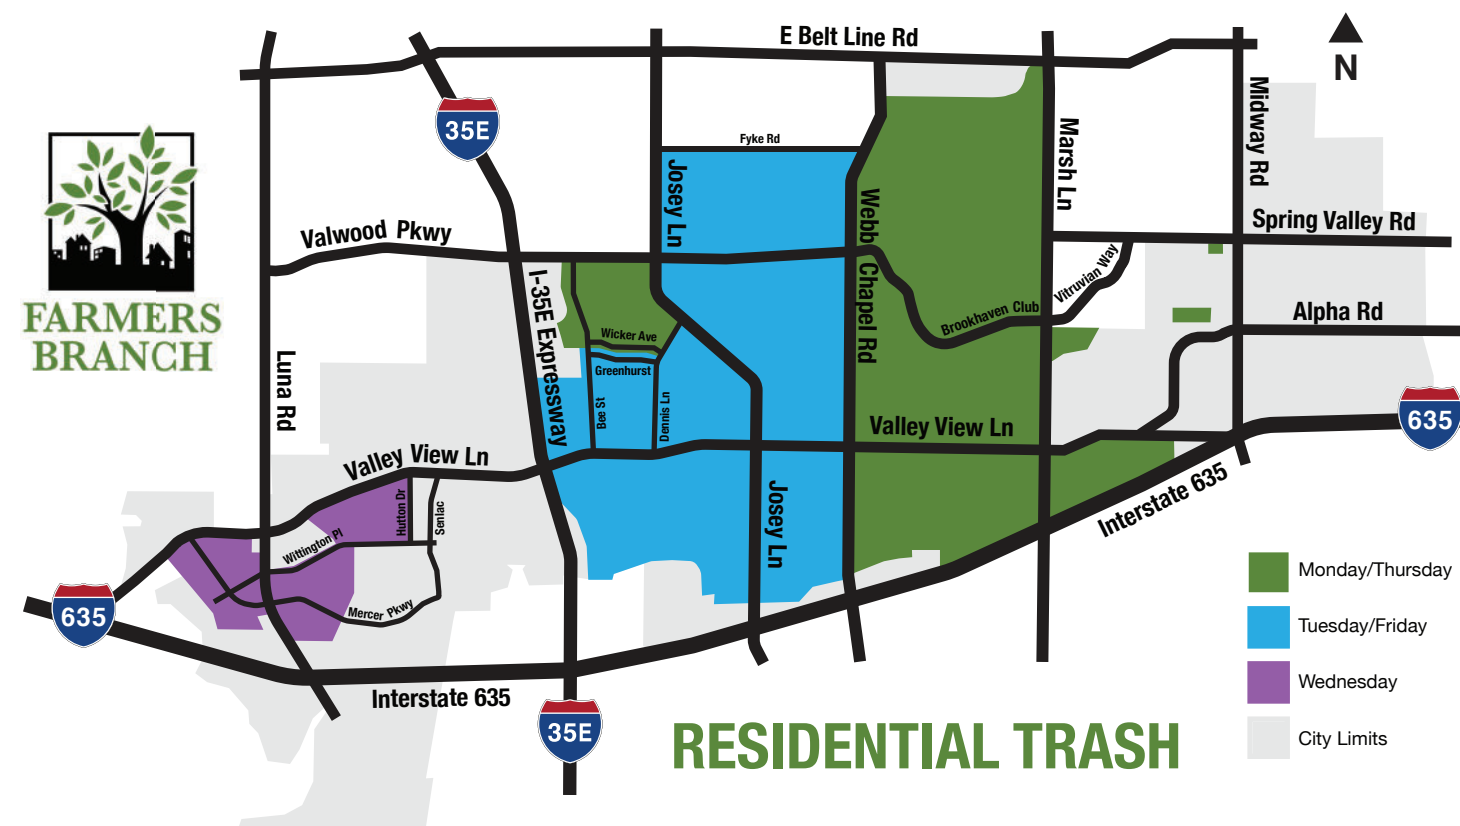 E Belt Line Rd
N
35E
Midway Rd
Fyke Rd
Marsh Ln
Josey Ln
Webb Chapel Rd
Spring Valley Rd
Valwood Pkwy
Vitruvian Way
I-35E Expressway
FARMERS
BRANCH
Brookhaven Club
Alpha Rd
Wicker Ave
Greenhurst
Luna Rd
Bee St
Dennis Ln
635
Valley View Ln
Valley View Ln
Hutton Dr
Senlac
Josey Ln
Interstate 635
Wittington Pl
Mercer Pkwy
635
Interstate 635
35E
RESIDENTIAL TRASH
Monday/Thursday
Tuesday/Friday
Wednesday
City Limits